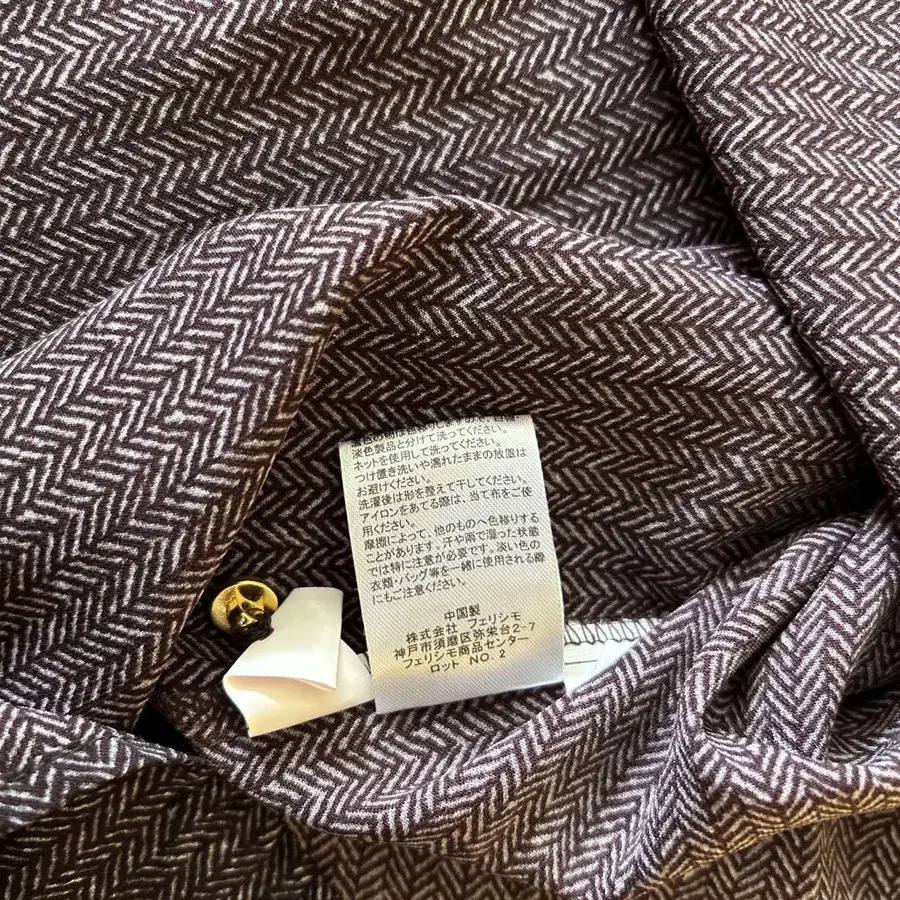 淡色製品と分けて洗ってください。
ネットを使用して洗ってください。
つけ置き洗いや濡れたままの放置は
お避けください。
洗濯後は形を整えて干してください。
アイロンをあてる際は、当て布をご使
用ください。
摩擦によって、他のものへ色移りする
ことがあります。汗や雨で湿った状態
では特に注意が必要です。淡い色の
衣類・バッグ等を一緒に使用される際
にもご注意ください。
中国製
株式会社 フェリシモ
神戸市須磨区弥栄台2-7
フェリシモ商品センター
ロット NO. 2